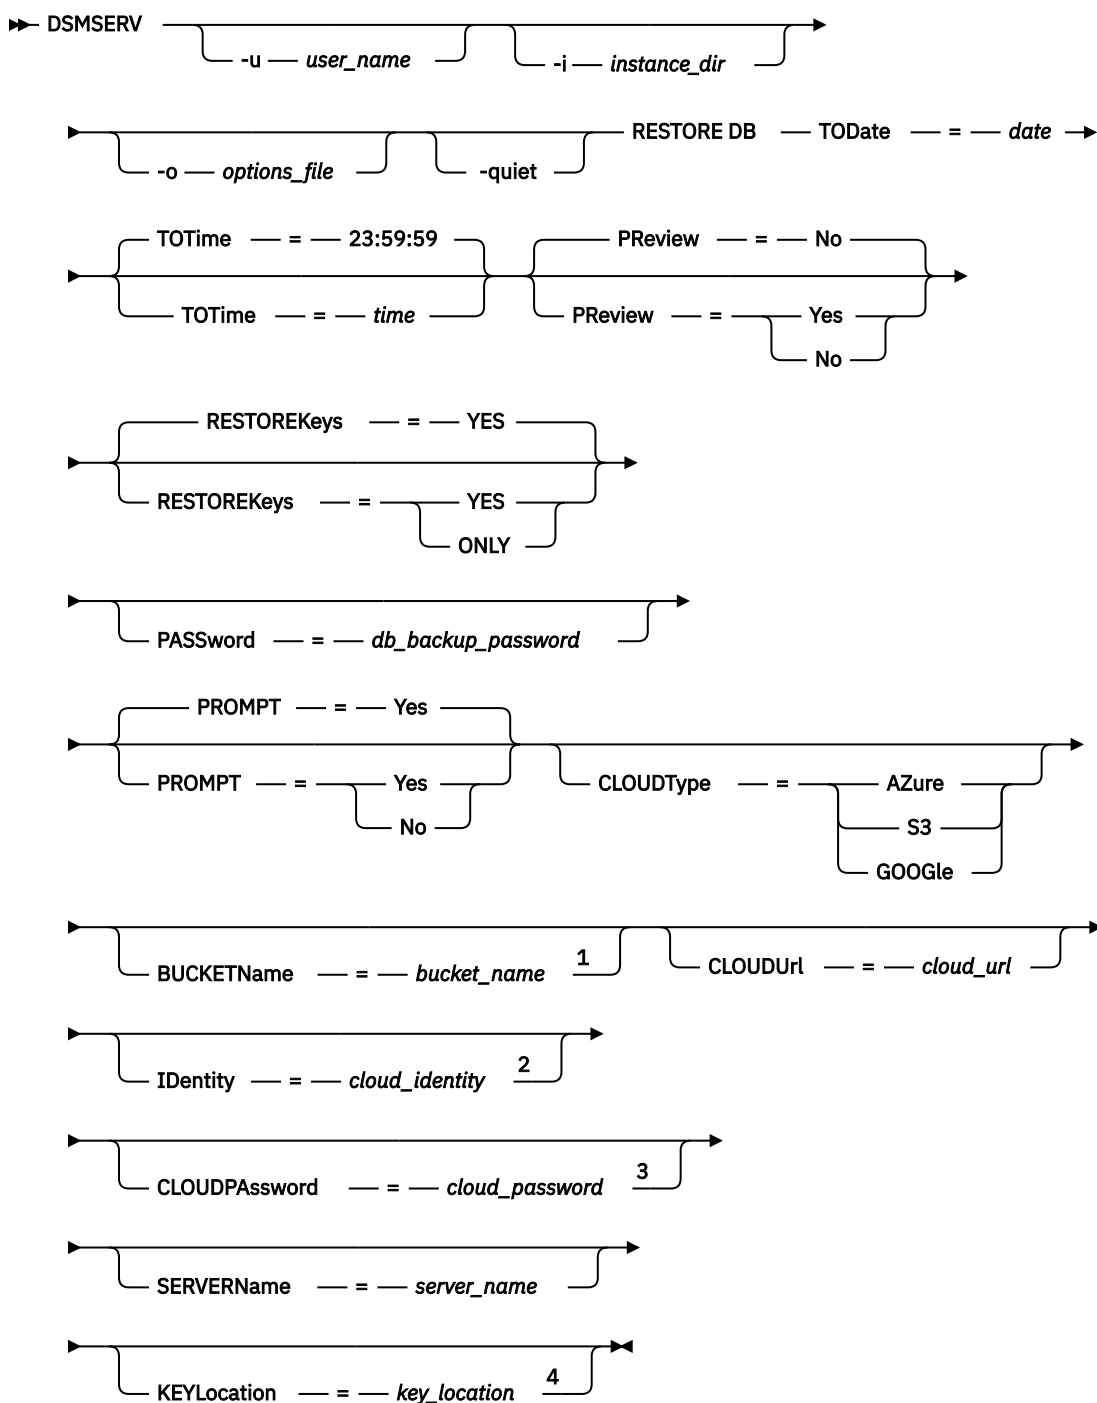 DSMSERV
-u user_name -i instance_dir
RESTORE DB TODate = date
-o options_file -quiet
TOTime = 23:59:59 PReview = No
TOTime = time PReview = Yes
No
RESTOREKeys = YES
RESTOREKeys = YES
ONLY
PASSword = db_backup_password
PROMPT = Yes
PROMPT = Yes CLOUDType = AZure
No S3
GOOGle
BUCKETName = bucket_name 1 CLOUDUrl = cloud_url
IDentity = cloud_identity 2
CLOUDPAssword = cloud_password 3
SERVERName = server_name
KEYLocation = key_location 4